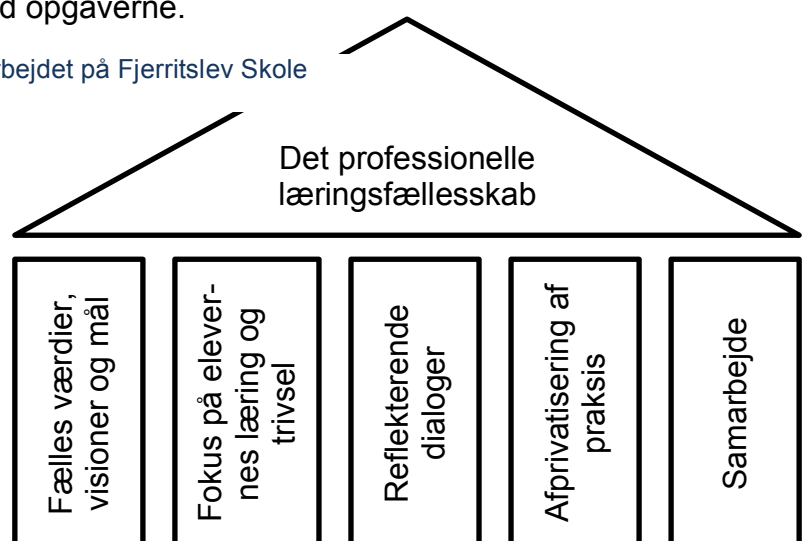 d opgaverne.
bejdet på Fjerritslev Skole
Det professionelle
læringsfællesskab
Fælles værdier,
visioner og mål
Fokus på elever-
nes læring og
trivsel
Reflekterende
dialoger
Afprivatisering af
praksis
Samarbejde